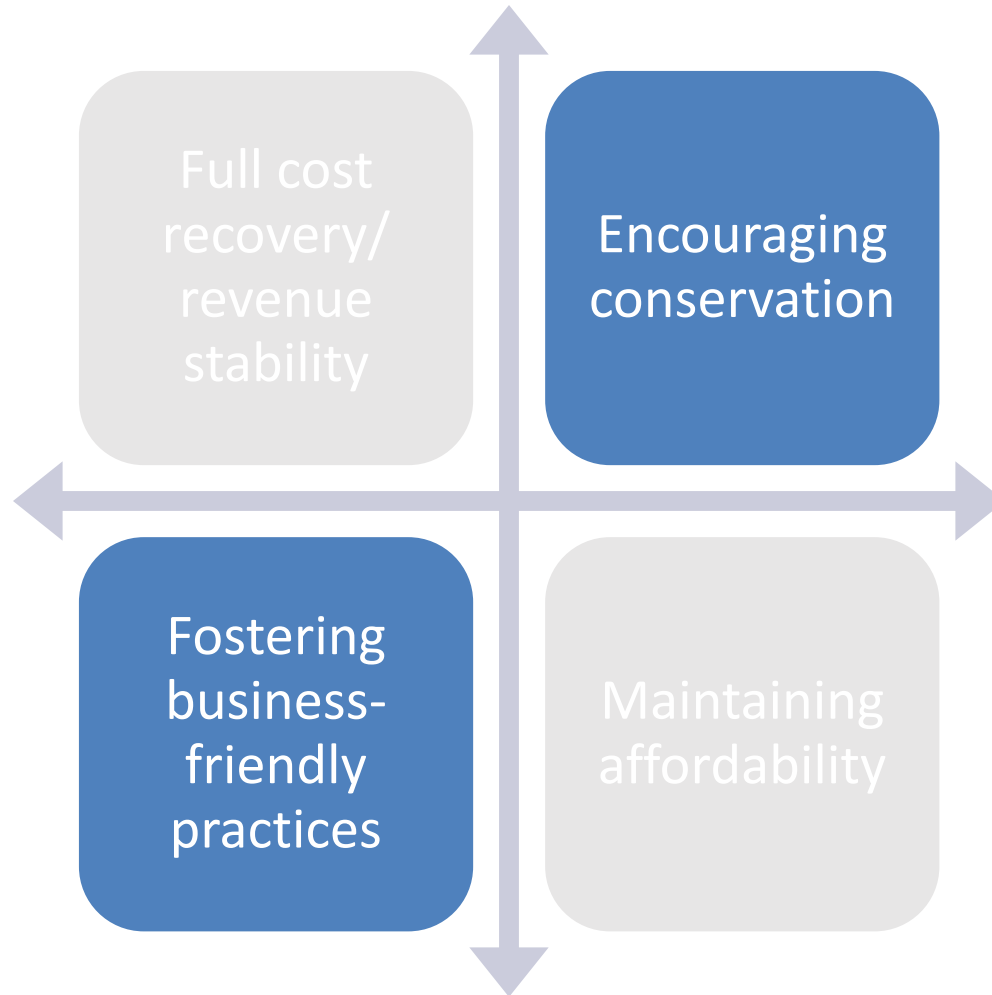 Full cost
recovery/
revenue
stability
Encouraging
conservation
Fostering
business-
friendly
practices
Maintaining
affordability